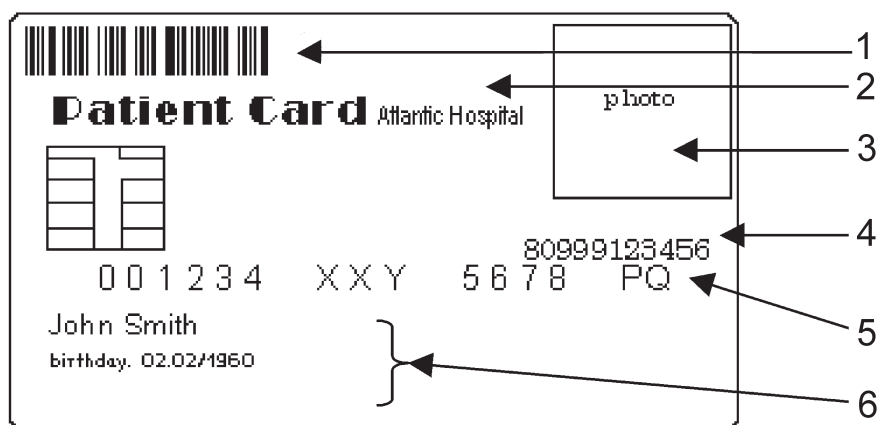 1
2
Patient Card Atlantic Hospital
photo
3
80999123456
4
001234 XXY 5678 PQ
5
John Smith
birthday. 02.02/1960
6